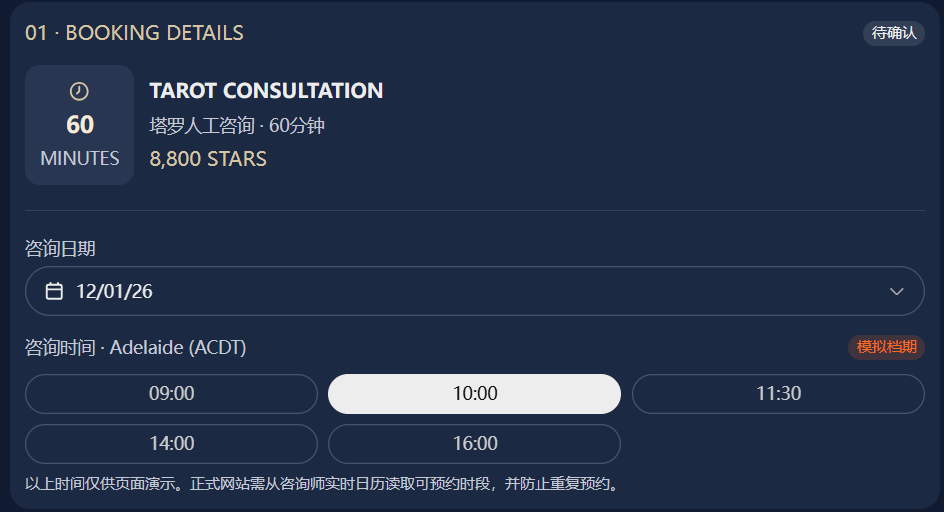 01 · BOOKING DETAILS
待确认
60
MINUTES
TAROT CONSULTATION
塔罗人工咨询 · 60分钟
8,800 STARS
咨询日期
12/01/26
咨询时间 · Adelaide (ACDT)
模拟档期
09:00
10:00
11:30
14:00
16:00
以上时间仅供页面演示。正式网站需从咨询师实时日历读取可预约时段，并防止重复预约。